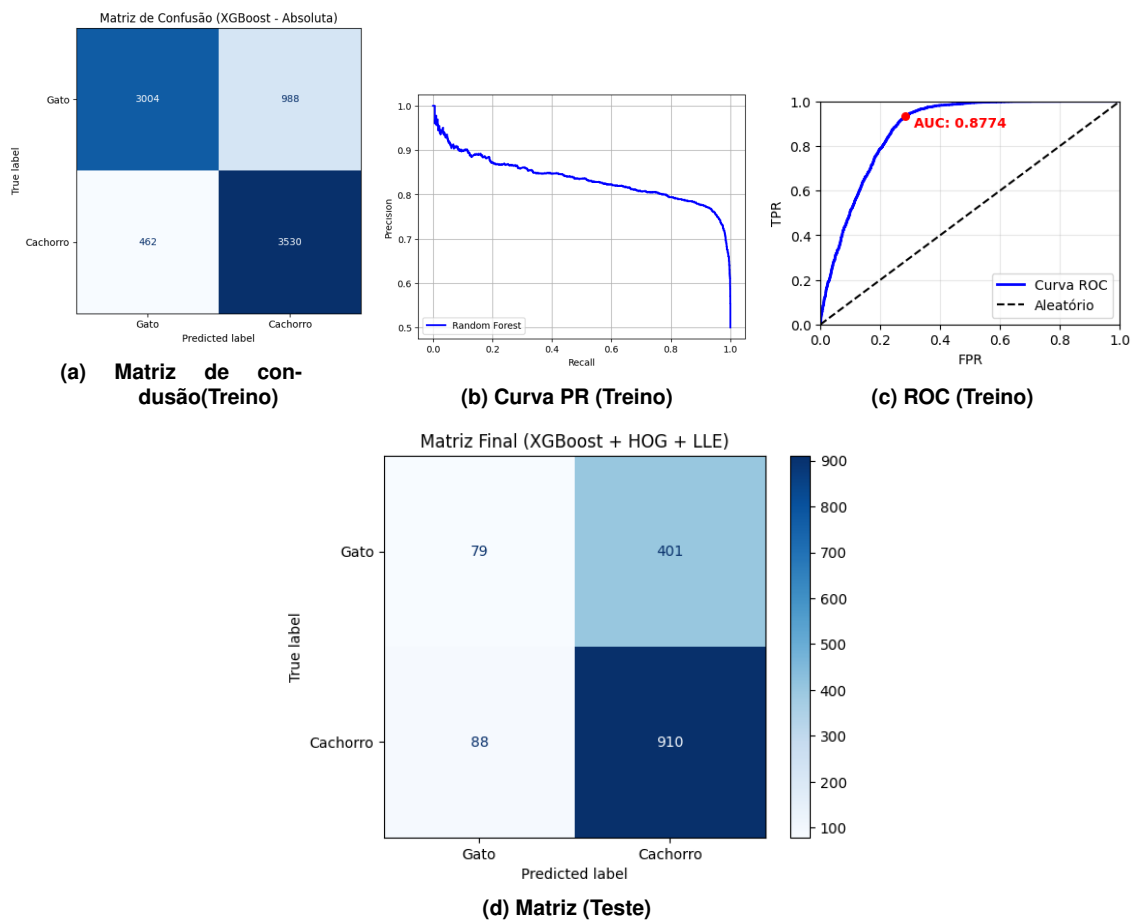 Matriz de Confusão (XGBoost - Absoluta)
True label
Gato
3004
988
Cachorro
462
3530
Gato
Cachorro
Predicted label
(a) Matriz de con-
dusão(Treino)
1.0
0.9
0.8
0.7
0.6
0.5
Precision
Random Forest
0.0
0.2
0.4
0.6
0.8
1.0
Recall
(b) Curva PR (Treino)
1.0
0.8
0.6
0.4
0.2
0.0
TPR
AUC: 0.8774
Curva ROC
Aleatório
0.0
0.2
0.4
0.6
0.8
1.0
FPR
(c) ROC (Treino)
Matriz Final (XGBoost + HOG + LLE)
True label
Gato
79
401
Cachorro
88
910
Gato
Cachorro
Predicted label
900
800
700
600
500
400
300
200
100
(d) Matriz (Teste)